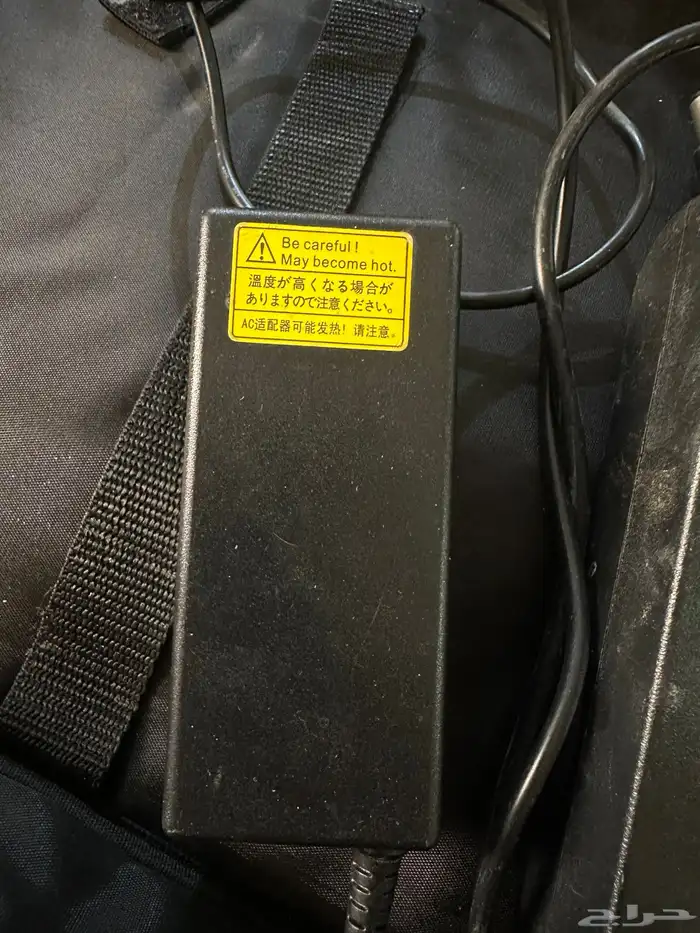 Be careful !
May become hot.
溫度が高くなる場合が
ありますので注意ください。
AC适配器可能发热！请注意。
حراج